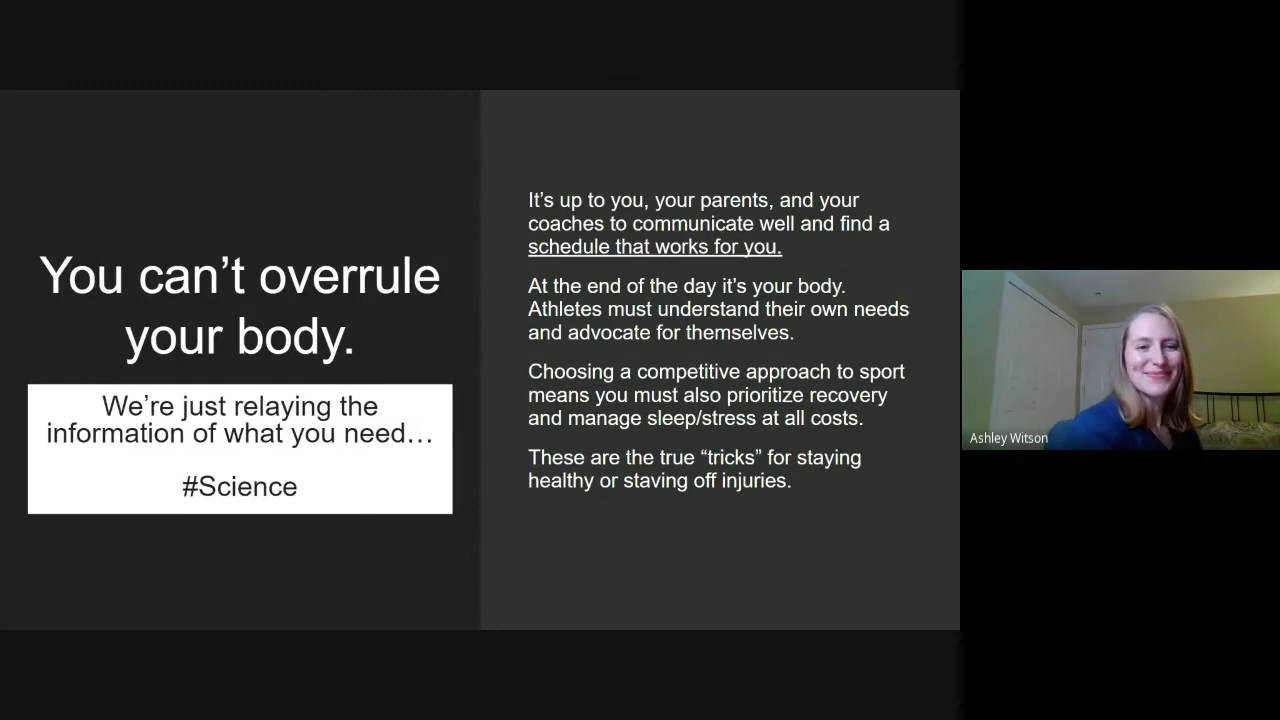 You can’t overrule
your body.
We’re just relaying the
information of what you need…
#Science
It’s up to you, your parents, and your
coaches to communicate well and find a
schedule that works for you.
At the end of the day it’s your body.
Athletes must understand their own needs
and advocate for themselves.
Choosing a competitive approach to sport
means you must also prioritize recovery
and manage sleep/stress at all costs.
These are the true “tricks” for staying
healthy or staving off injuries.
Ashley Witson